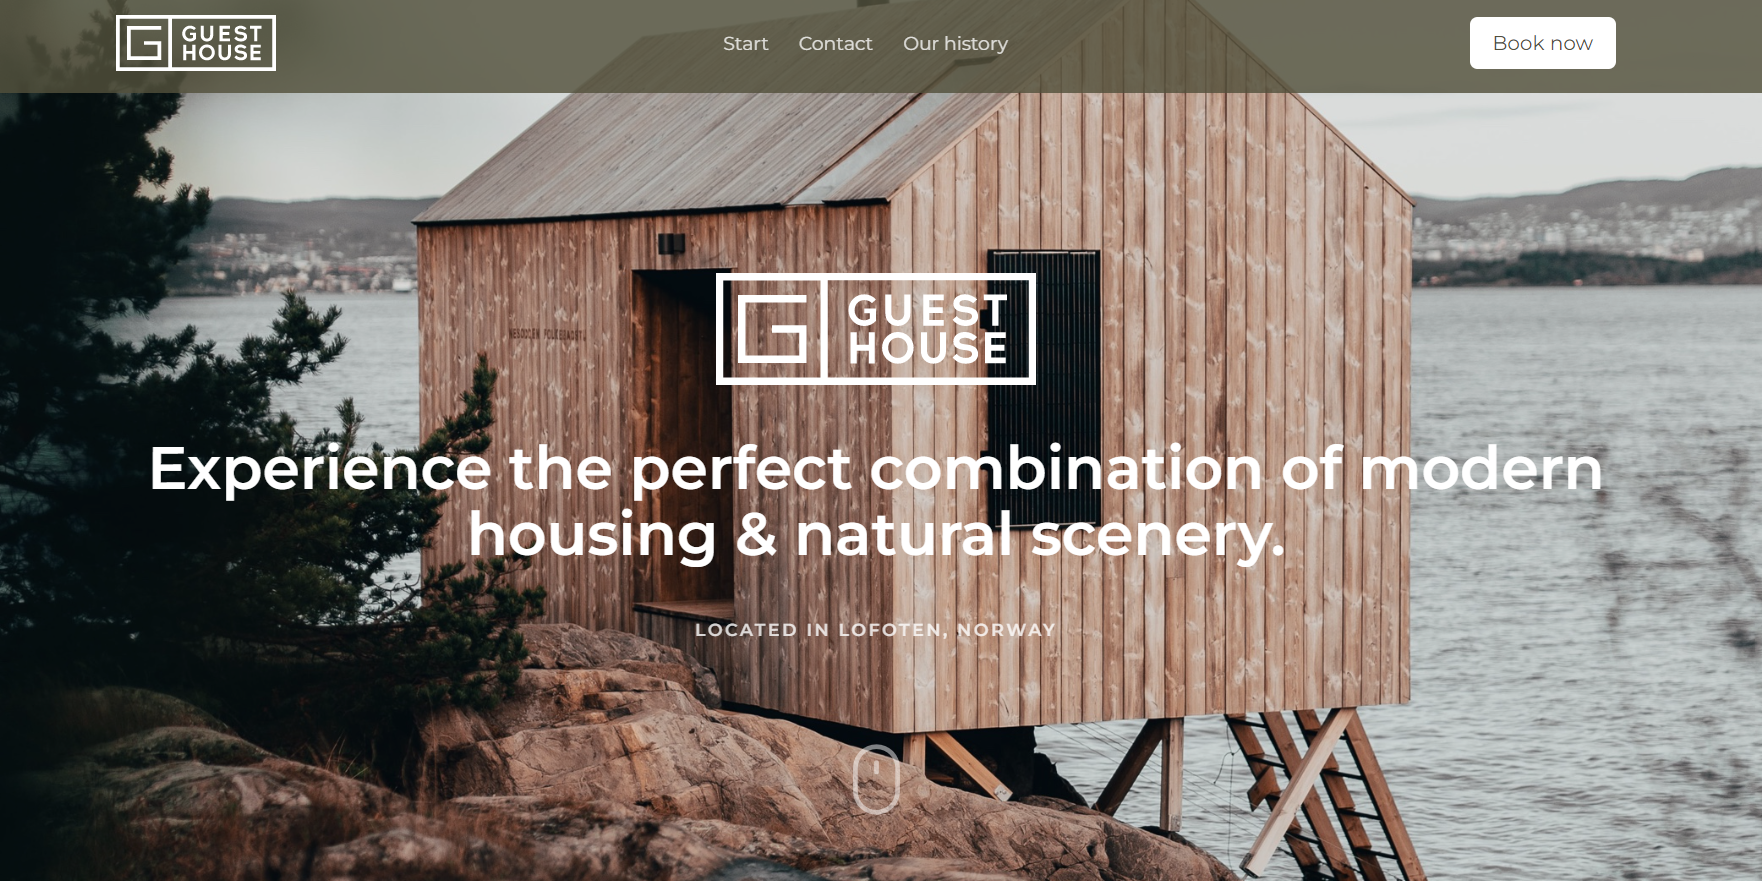 GUEST
HOUSE
Start
Contact
Our history
Book now
GUEST
HOUSE
Experience the perfect combination of modern
housing & natural scenery.
LOCATED IN LOFOTEN, NORWAY